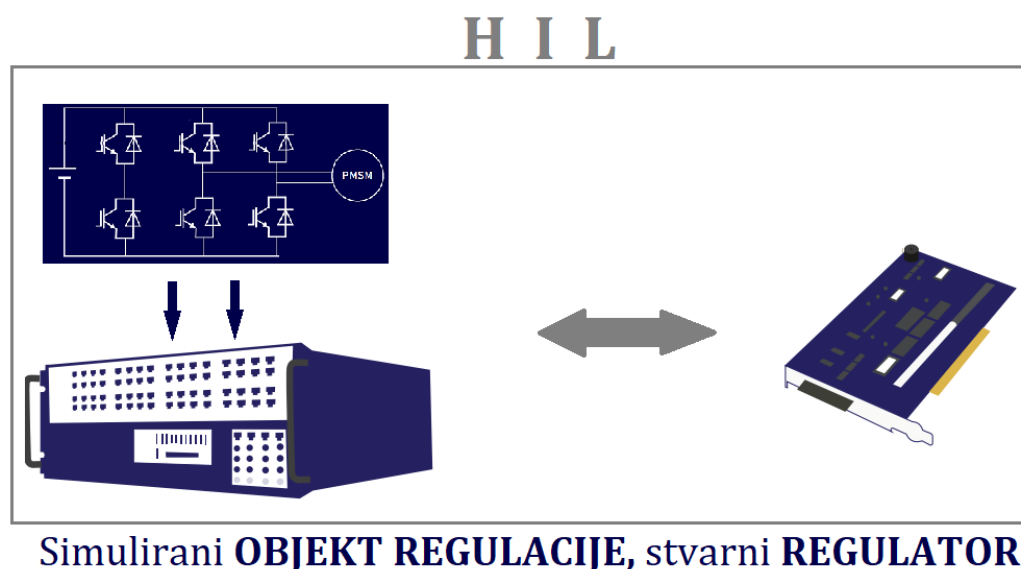 H I L
PMSM
Simulirani OBJEKT REGULACIJE, stvarni REGULATOR